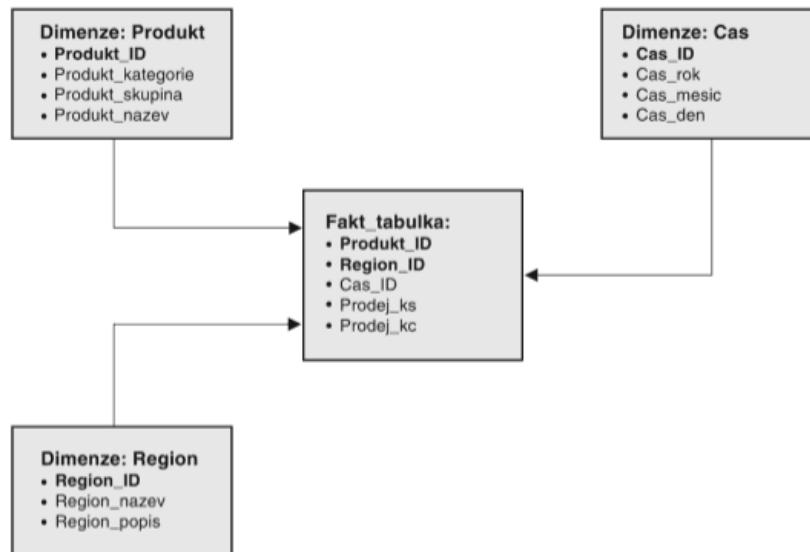 Dimenze: Produkt
• Produkt_ID
• Produkt_kategorie
• Produkt_skupina
• Produkt_nazev
Dimenze: Cas
• Cas_ID
• Cas_rok
• Cas_mesic
• Cas_den
Fakt_tabulka:
• Produkt_ID
• Region_ID
• Cas_ID
• Prodej_ks
• Prodej_kc
Dimenze: Region
• Region_ID
• Region_nazev
• Region_popis